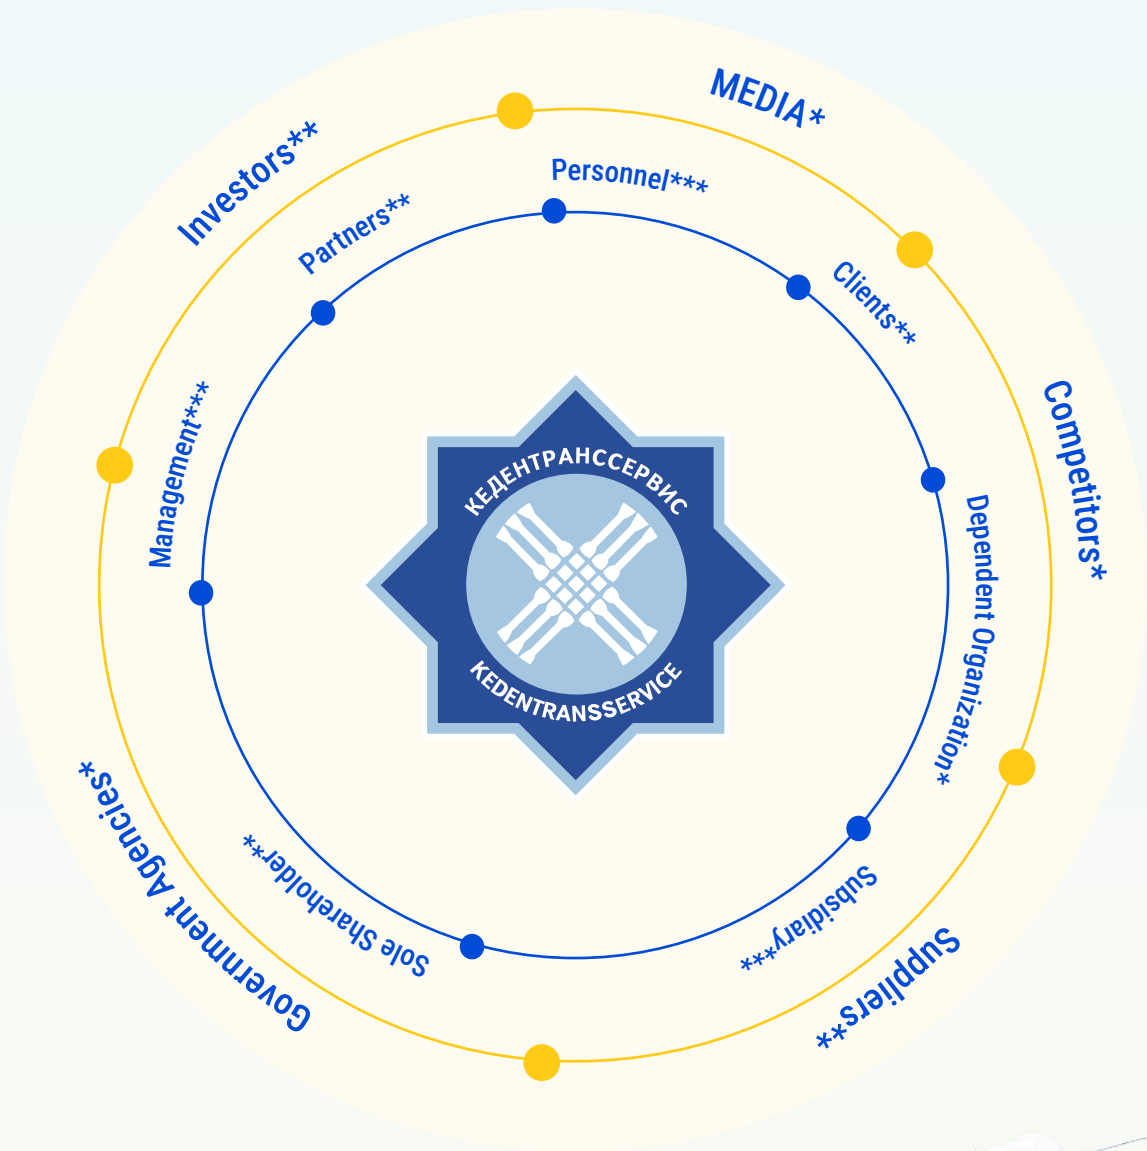 MEDIA*
Competitors*
Suppliers**
Government Agencies*
Investors**
Personnel***
Clients**
Dependent Organization*
Subsidiary***
Sole Shareholder**
Management***
Partners**
КЕДЕНТРАНССЕРВИС
KEDENTRANSSERVICE